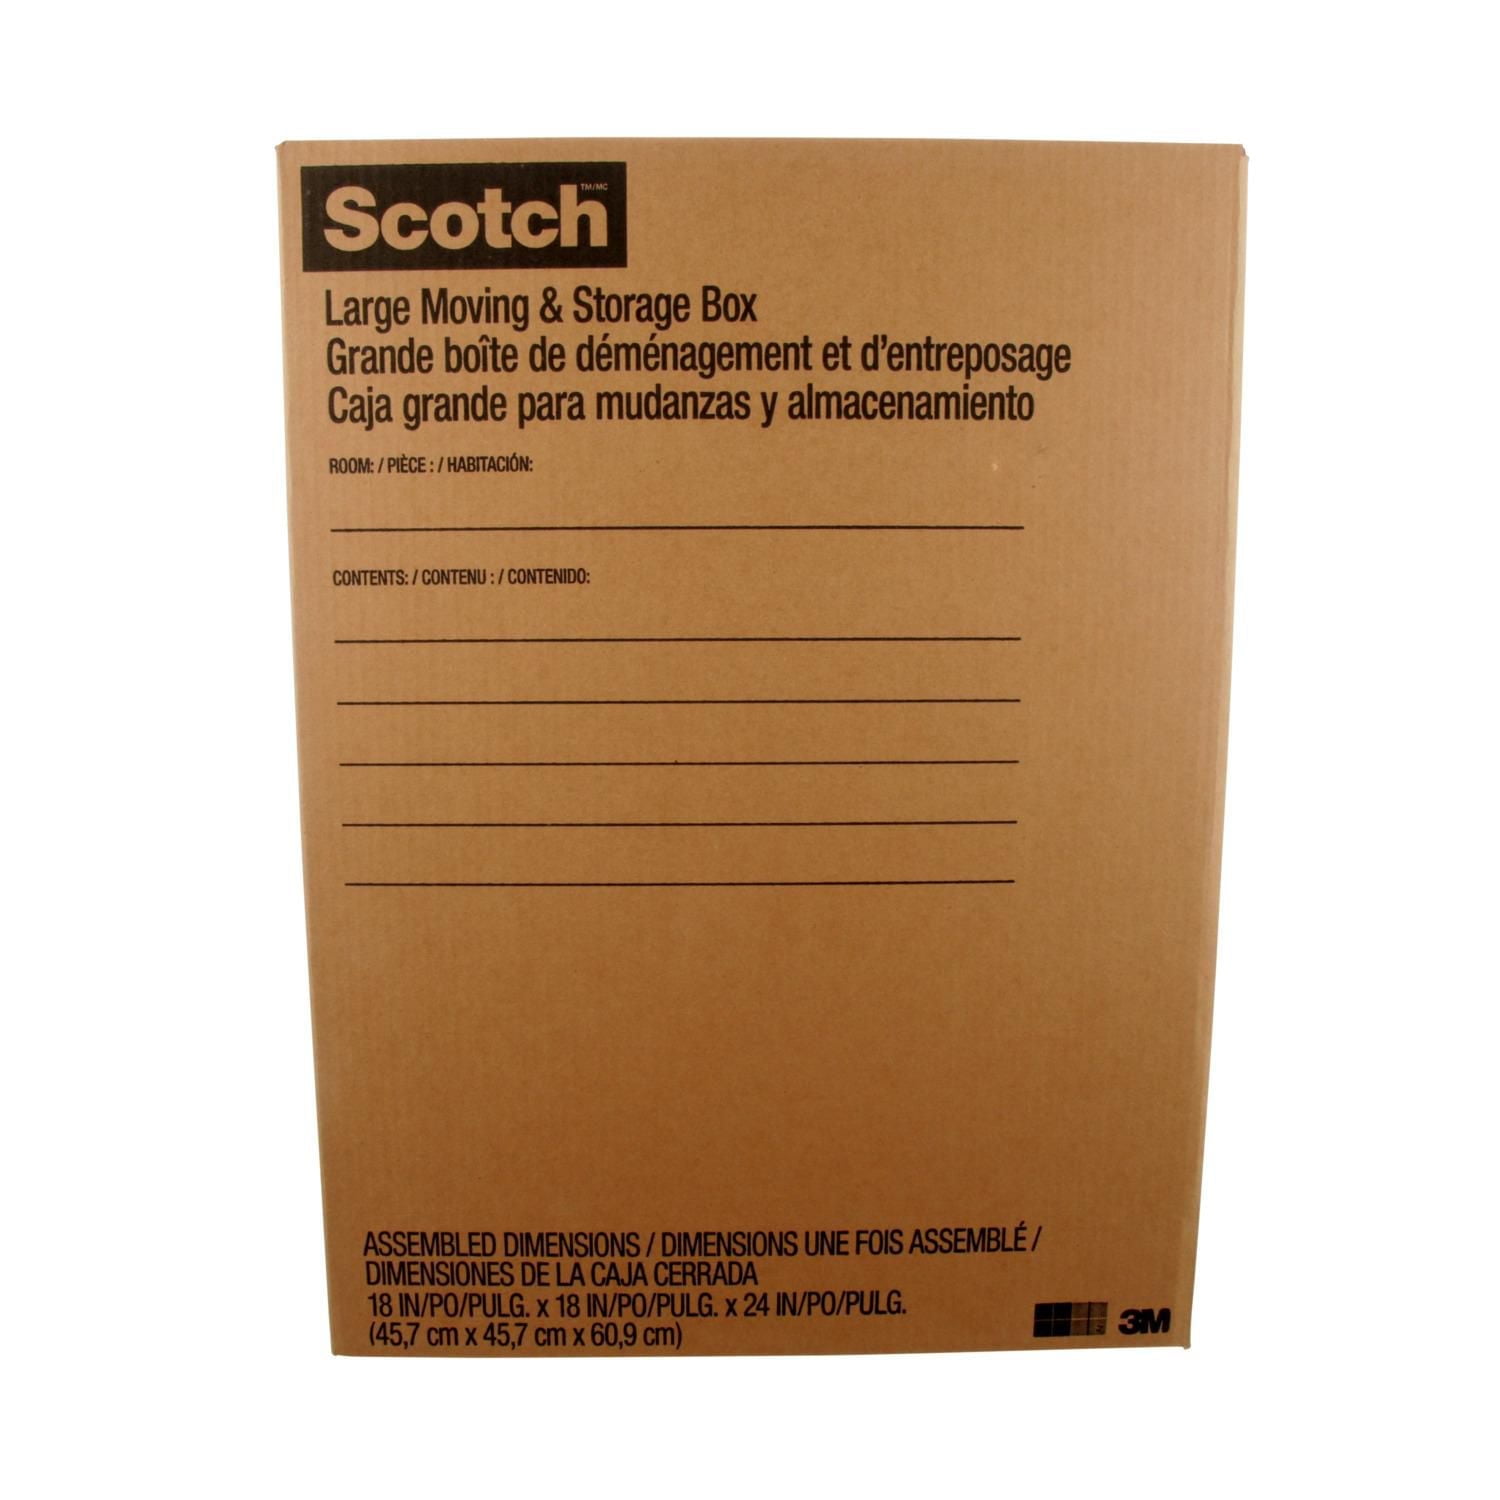 Scotch TM/MC
Large Moving & Storage Box
Grande boîte de déménagement et d'entreposage
Caja grande para mudanzas y almacenamiento
ROOM: / PIÈCE : / HABITACIÓN:
CONTENTS: / CONTENU : / CONTENIDO:
ASSEMBLED DIMENSIONS / DIMENSIONS UNE FOIS ASSEMBLÉ /
DIMENSIONES DE LA CAJA CERRADA
18 IN/PO/PULG. x 18 IN/PO/PULG. x 24 IN/PO/PULG.
(45,7 cm x 45,7 cm x 60,9 cm)
3M